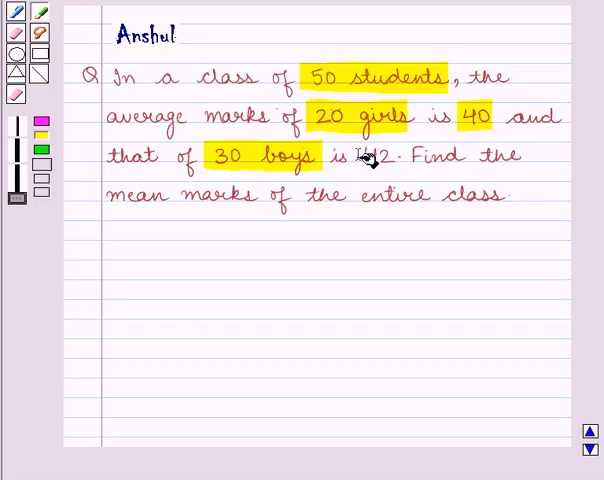 Anshul
Q In a class of 50 students, the
average marks of 20 girls is 40 and
that of 30 boys is 42. Find the
mean marks of the entire class.